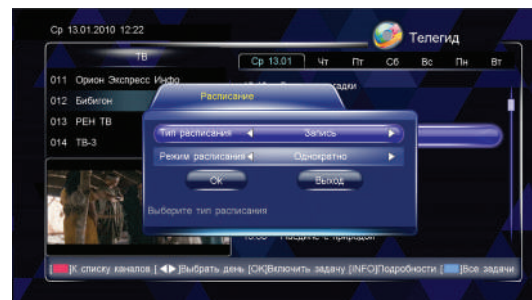 Ср 13.01.2010 12:22
Телегид
ТВ
Ср 13.01 Чт Пт Сб Вс Пн Вт
011 Орион Экспресс Инфо
012 Бибигон
013 РЕН ТВ
014 ТВ-3
Расписание
Тип расписания Запись
Режим расписания Однократно
Ok Выход
Выберите тип расписания
[ ]К списку каналов [◄►]Выбрать день [OK]Включить задачу [INFO]Подробности [ ]Все задачи